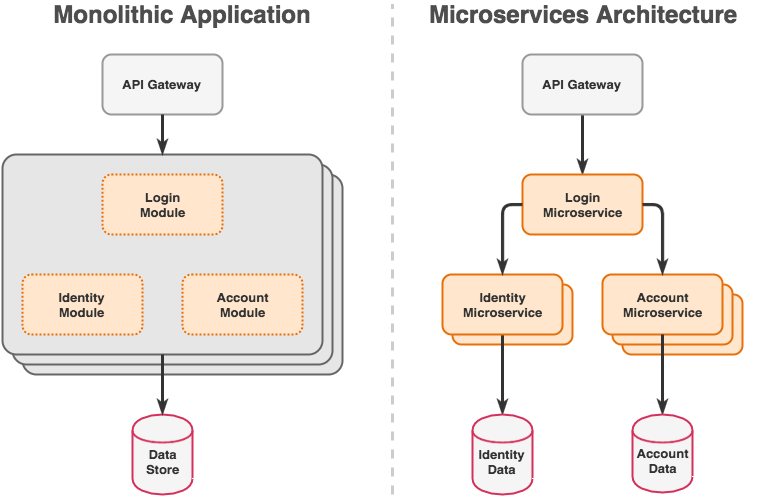 Monolithic Application
API Gateway
Login
Module
Identity
Module
Account
Module
Data
Store
Microservices Architecture
API Gateway
Login
Microservice
Identity
Microservice
Account
Microservice
Identity
Data
Account
Data